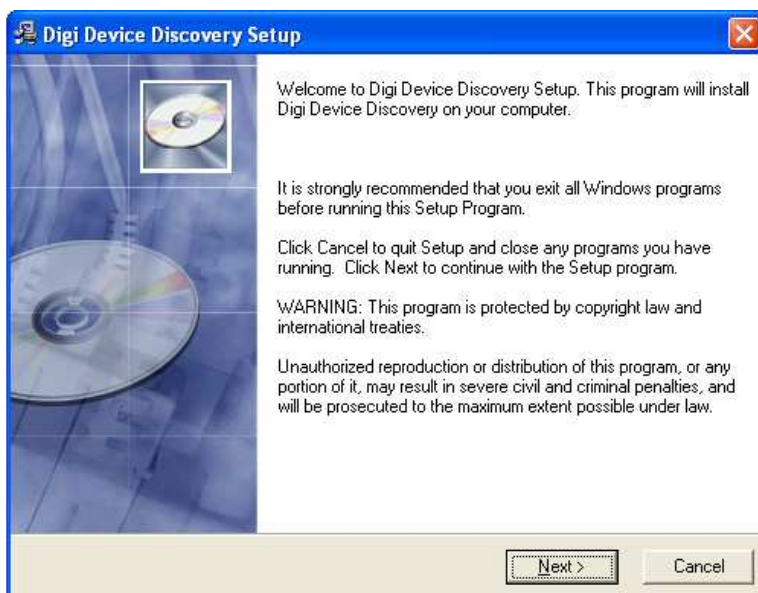 Digi Device Discovery Setup
Welcome to Digi Device Discovery Setup. This program will install
Digi Device Discovery on your computer.
It is strongly recommended that you exit all Windows programs
before running this Setup Program.
Click Cancel to quit Setup and close any programs you have
running.  Click Next to continue with the Setup program.
WARNING: This program is protected by copyright law and
international treaties.
Unauthorized reproduction or distribution of this program, or any
portion of it, may result in severe civil and criminal penalties, and
will be prosecuted to the maximum extent possible under law.
Next >
Cancel